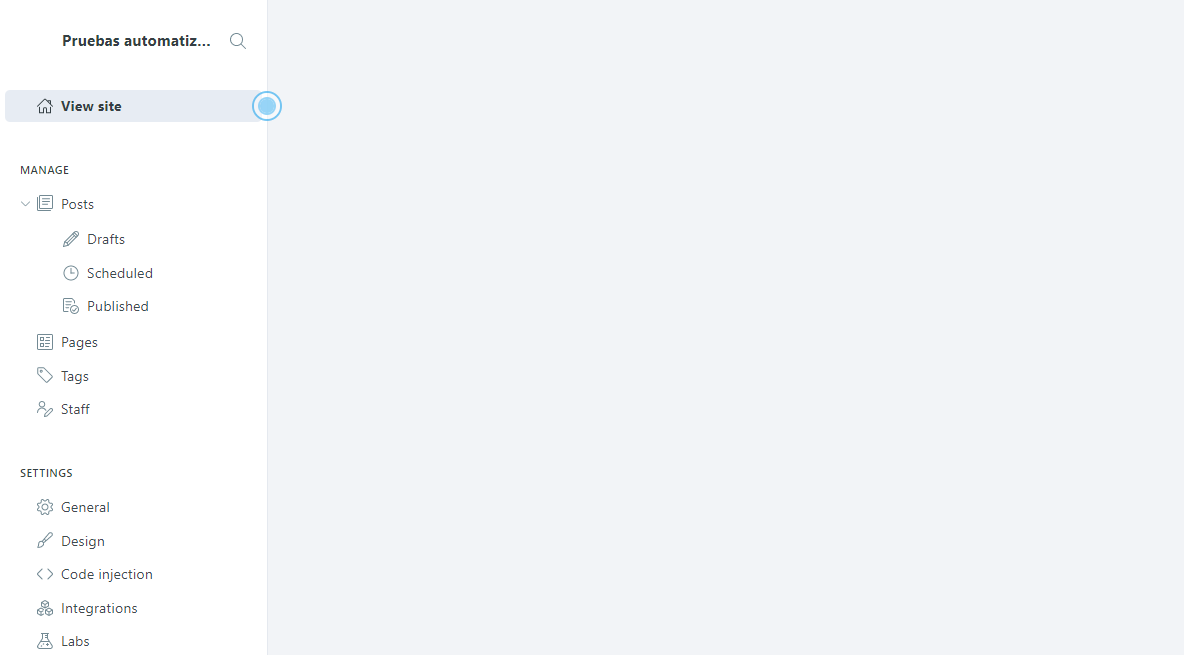 Pruebas automatiz...
View site
MANAGE
Posts
Drafts
Scheduled
Published
Pages
Tags
Staff
SETTINGS
General
Design
Code injection
Integrations
Labs